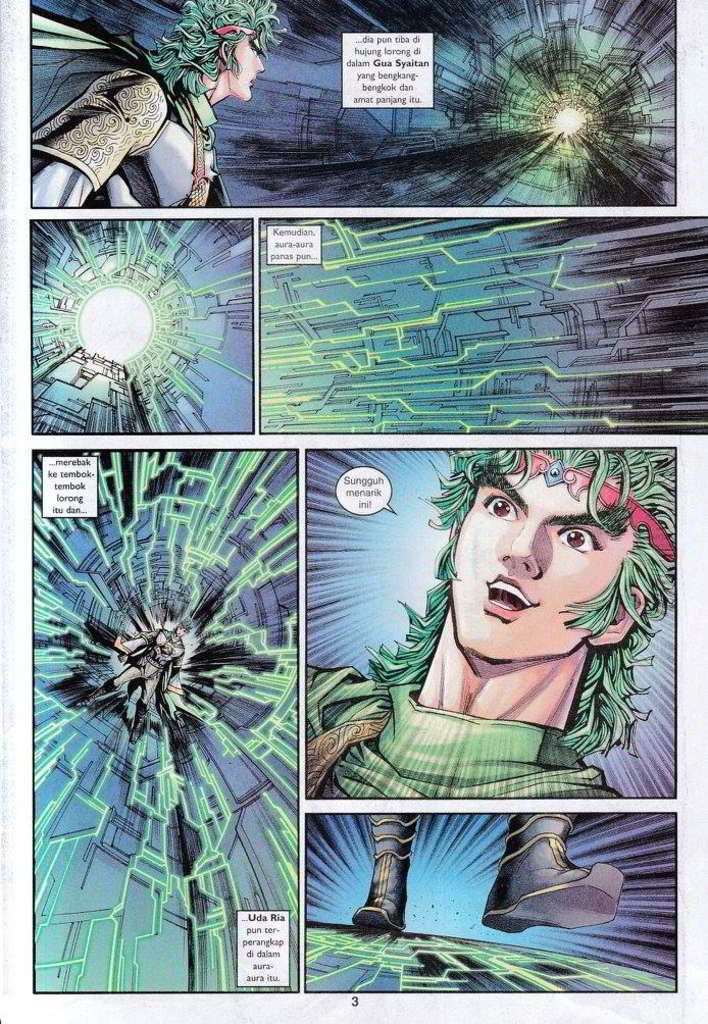 ...dia pun tiba di
hujung lorong di
dalam Gua Syaitan
yang bengkang-
bengkok dan
amat panjang itu.
Kemudian,
aura-aura
panas pun...
...merebak
ke tembok-
tembok
lorong
itu dan...
Sungguh
menarik
ini!
...Uda Ria
pun ter-
perangkap
di dalam
aura-
aura itu.
3